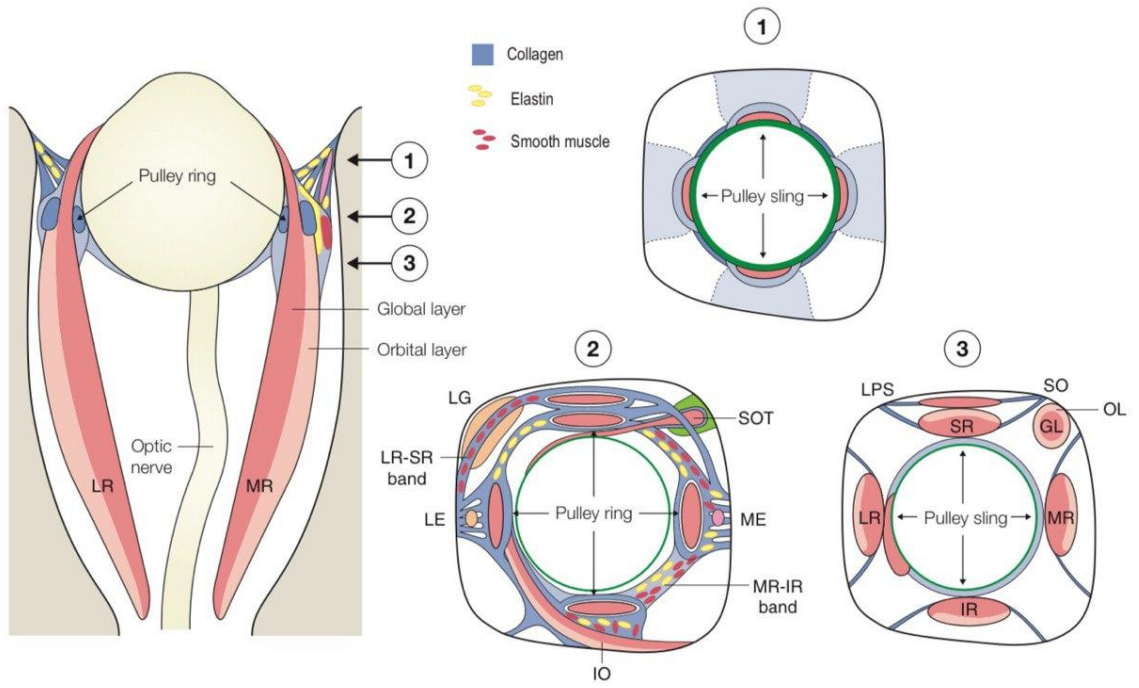 Collagen
Elastin
Smooth muscle
Pulley ring
1
2
3
Global layer
Orbital layer
Optic
nerve
LR
MR
1
Pulley sling
2
LG
SOT
LR-SR
band
LE
Pulley ring
ME
MR-IR
band
IO
3
LPS
SO
OL
SR
GL
LR
Pulley sling
MR
IR